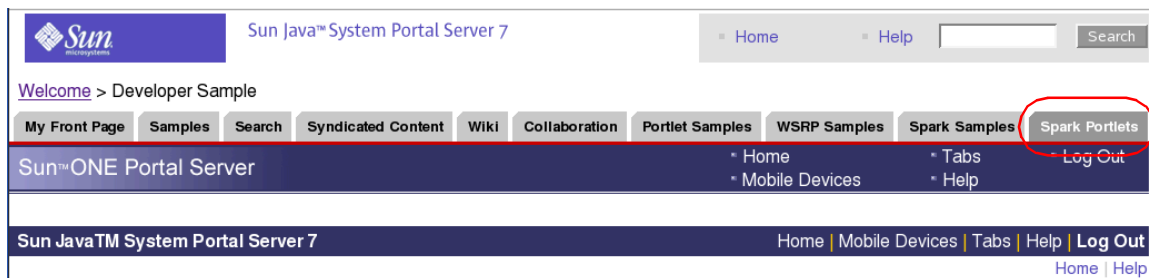 Sun microsystems Sun Java™ System Portal Server 7 Home Help Search
Welcome > Developer Sample
My Front Page Samples Search Syndicated Content Wiki Collaboration Portlet Samples WSRP Samples Spark Samples Spark Portlets
Sun™ ONE Portal Server Home Tabs Log Out
Mobile Devices Help
Sun JavaTM System Portal Server 7 Home | Mobile Devices | Tabs | Help | Log Out
Home | Help